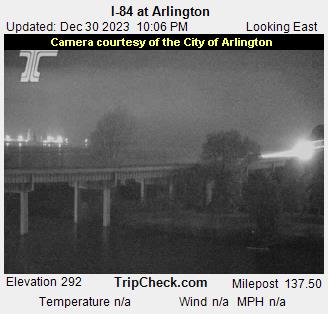 I-84 at Arlington
Updated: Dec 30 2023 10:06 PM Looking East
Camera courtesy of the City of Arlington
Elevation 292 TripCheck.com Milepost 137.50
Temperature n/a Wind n/a MPH n/a